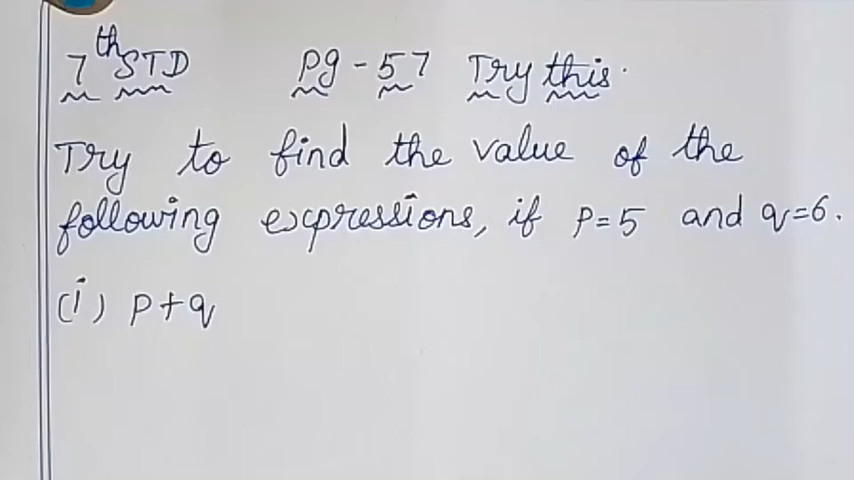 7th STD Pg - 57 Try this.
Try to find the value of the
following expressions, if p=5 and q=6.
(i) p+q